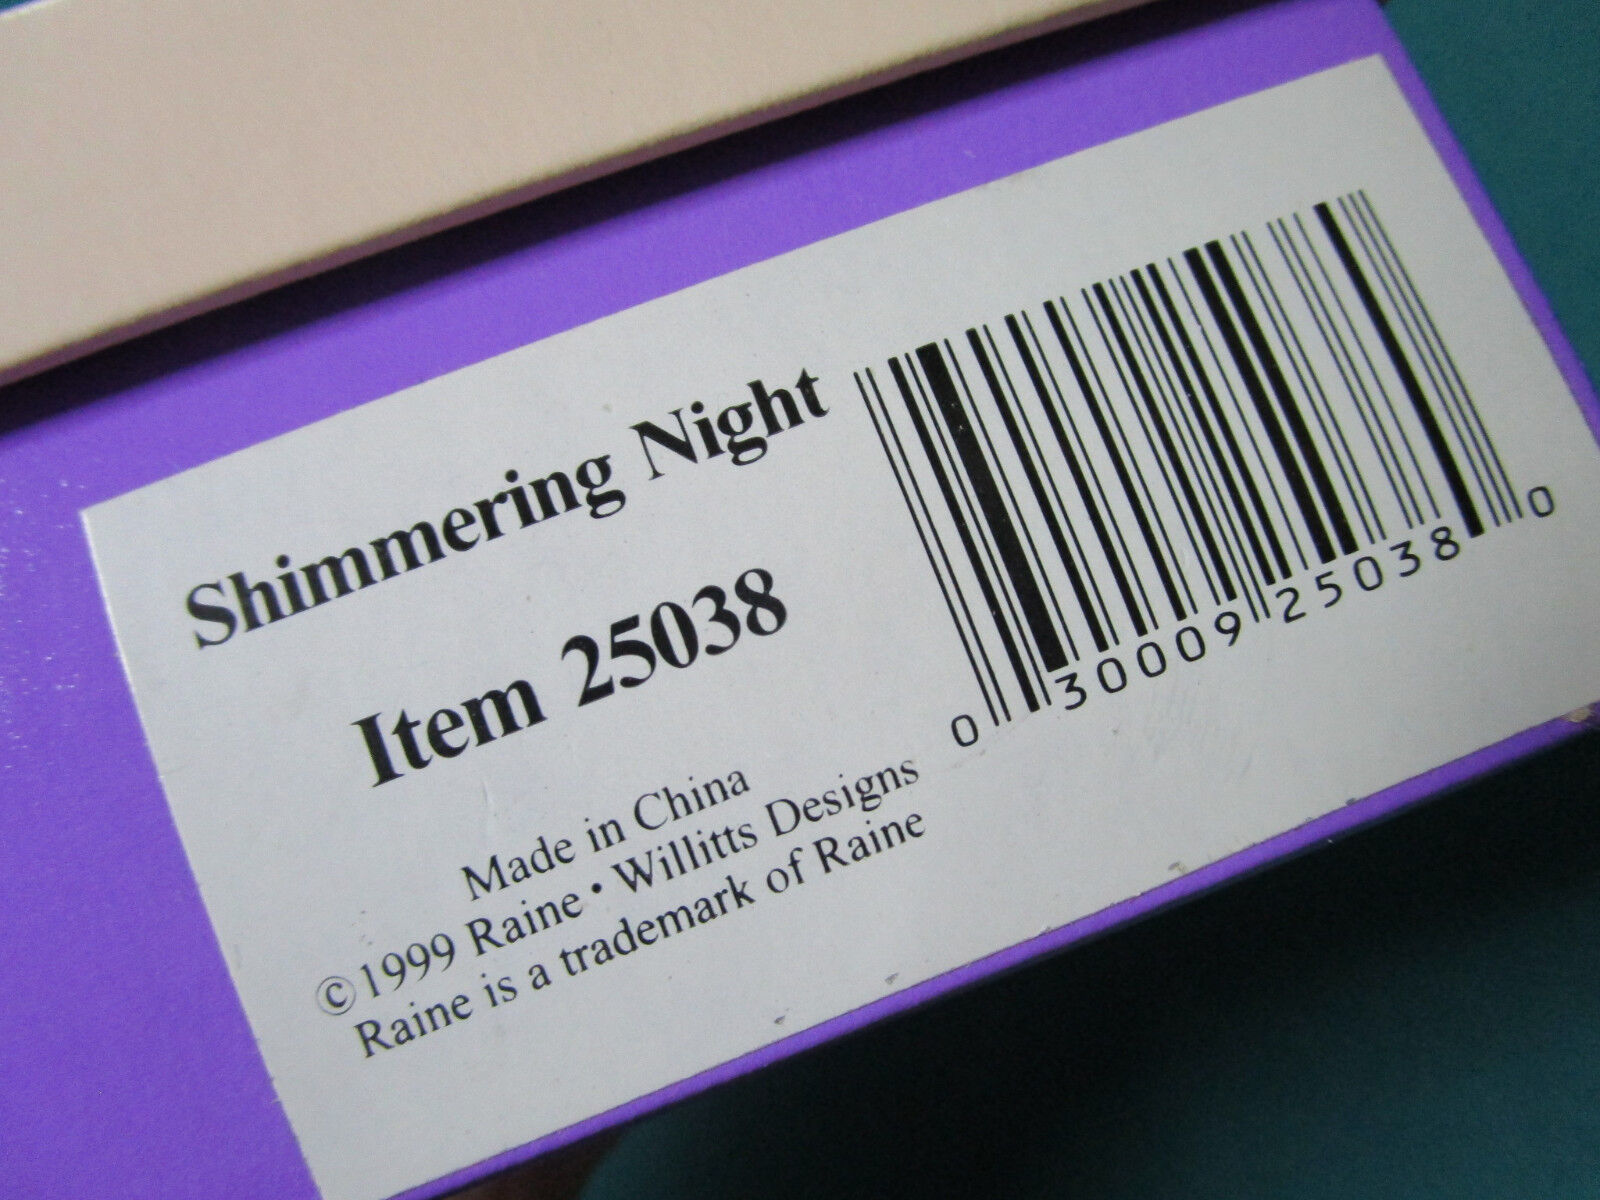 Shimmering Night
Item 25038
Made in China
©1999 Raine • Willitts Designs
Raine is a trademark of Raine
0 30009 25038 0